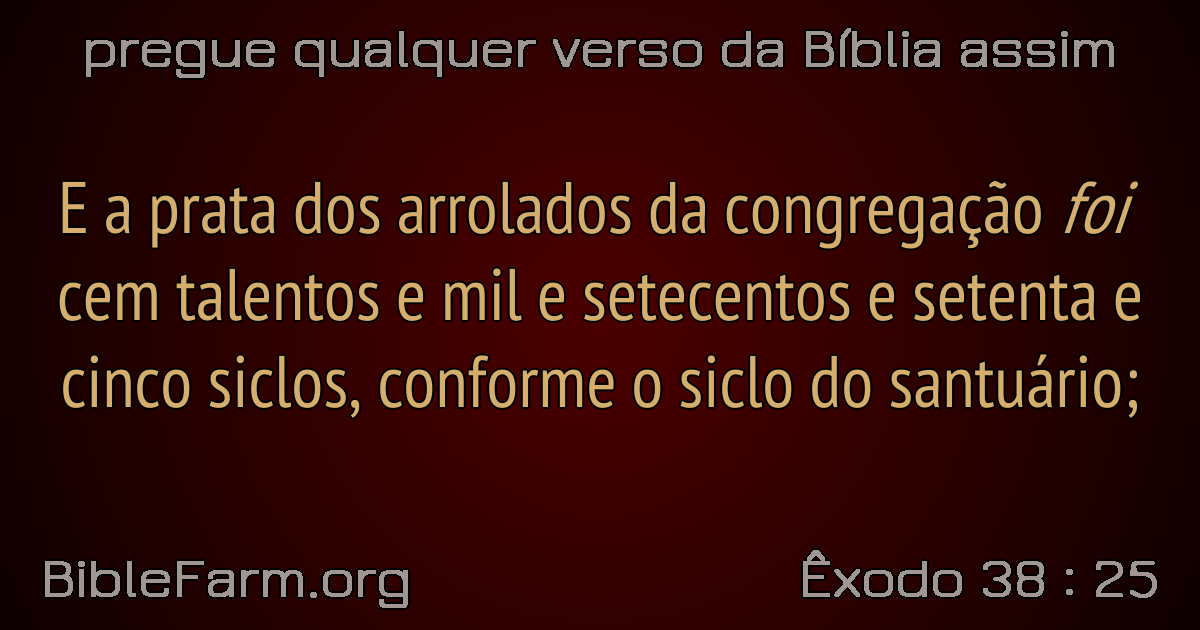 pregue qualquer verso da Bíblia assim
E a prata dos arrolados da congregação foi
cem talentos e mil e setecentos e setenta e
cinco siclos, conforme o siclo do santuário;
BibleFarm.org
Êxodo 38 : 25